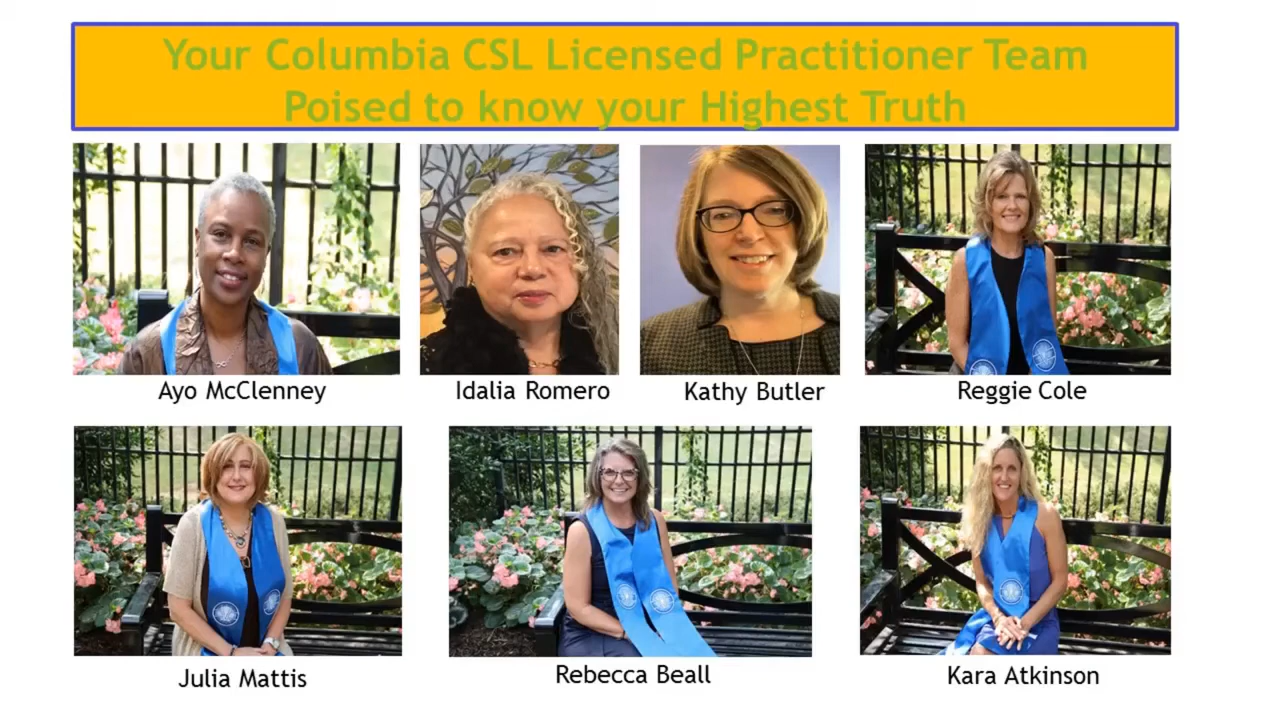 Your Columbia CSL Licensed Practitioner Team
Poised to know your Highest Truth
Ayo McClenney
Idalia Romero
Kathy Butler
Reggie Cole
Julia Mattis
Rebecca Beall
Kara Atkinson